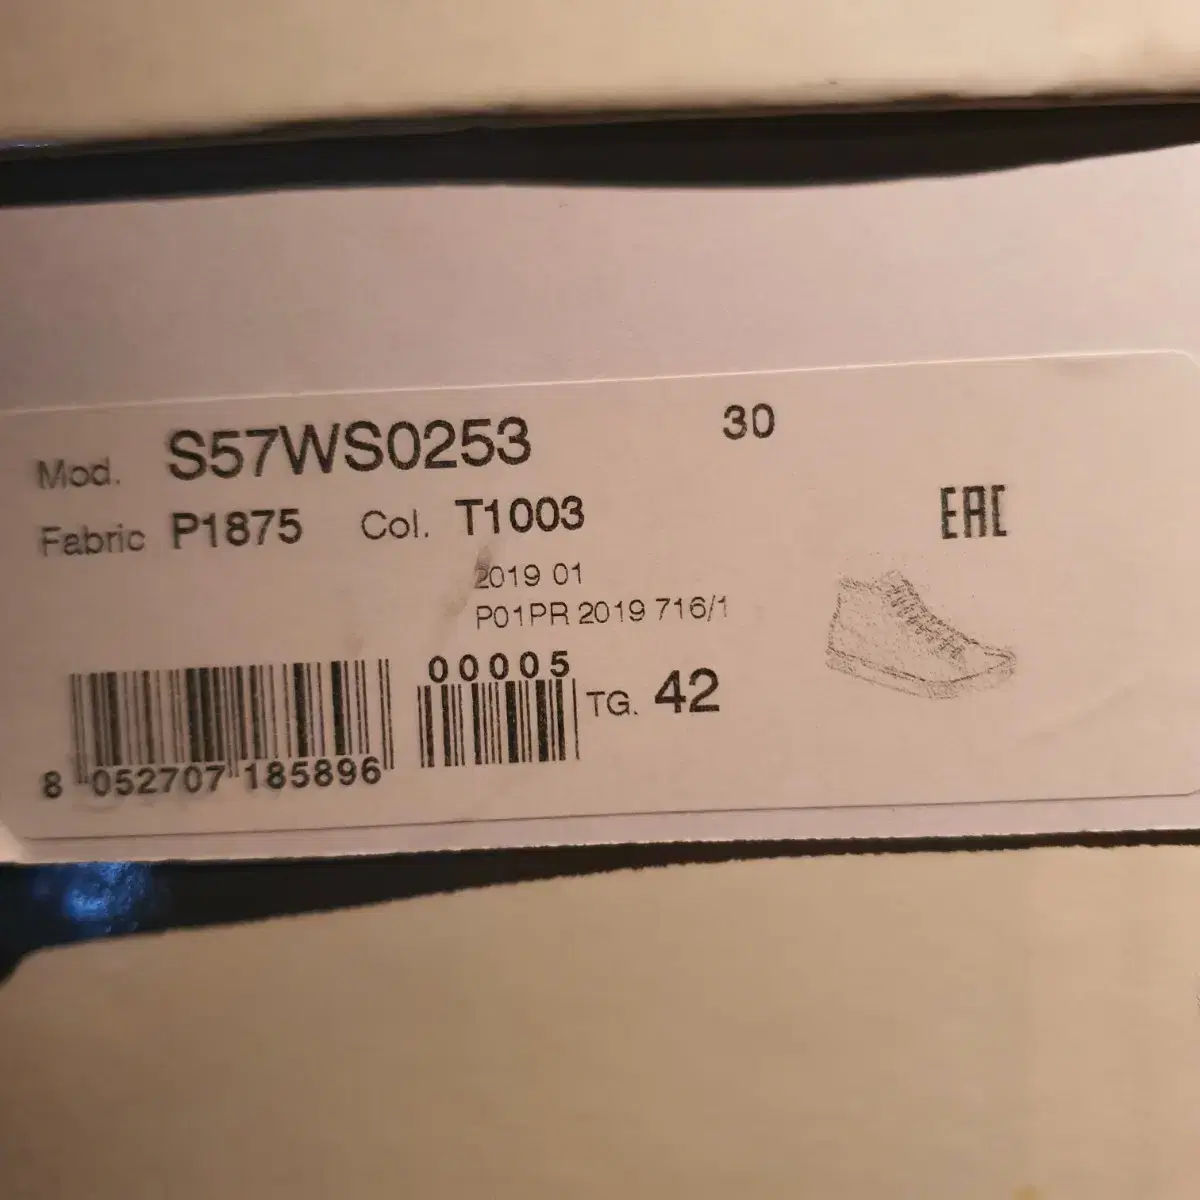 Mod. S57WS0253 30
Fabric P1875 Col. T1003
EAC
2019 01
P01PR 2019 716/1
00005
TG. 42
8 052707 185896